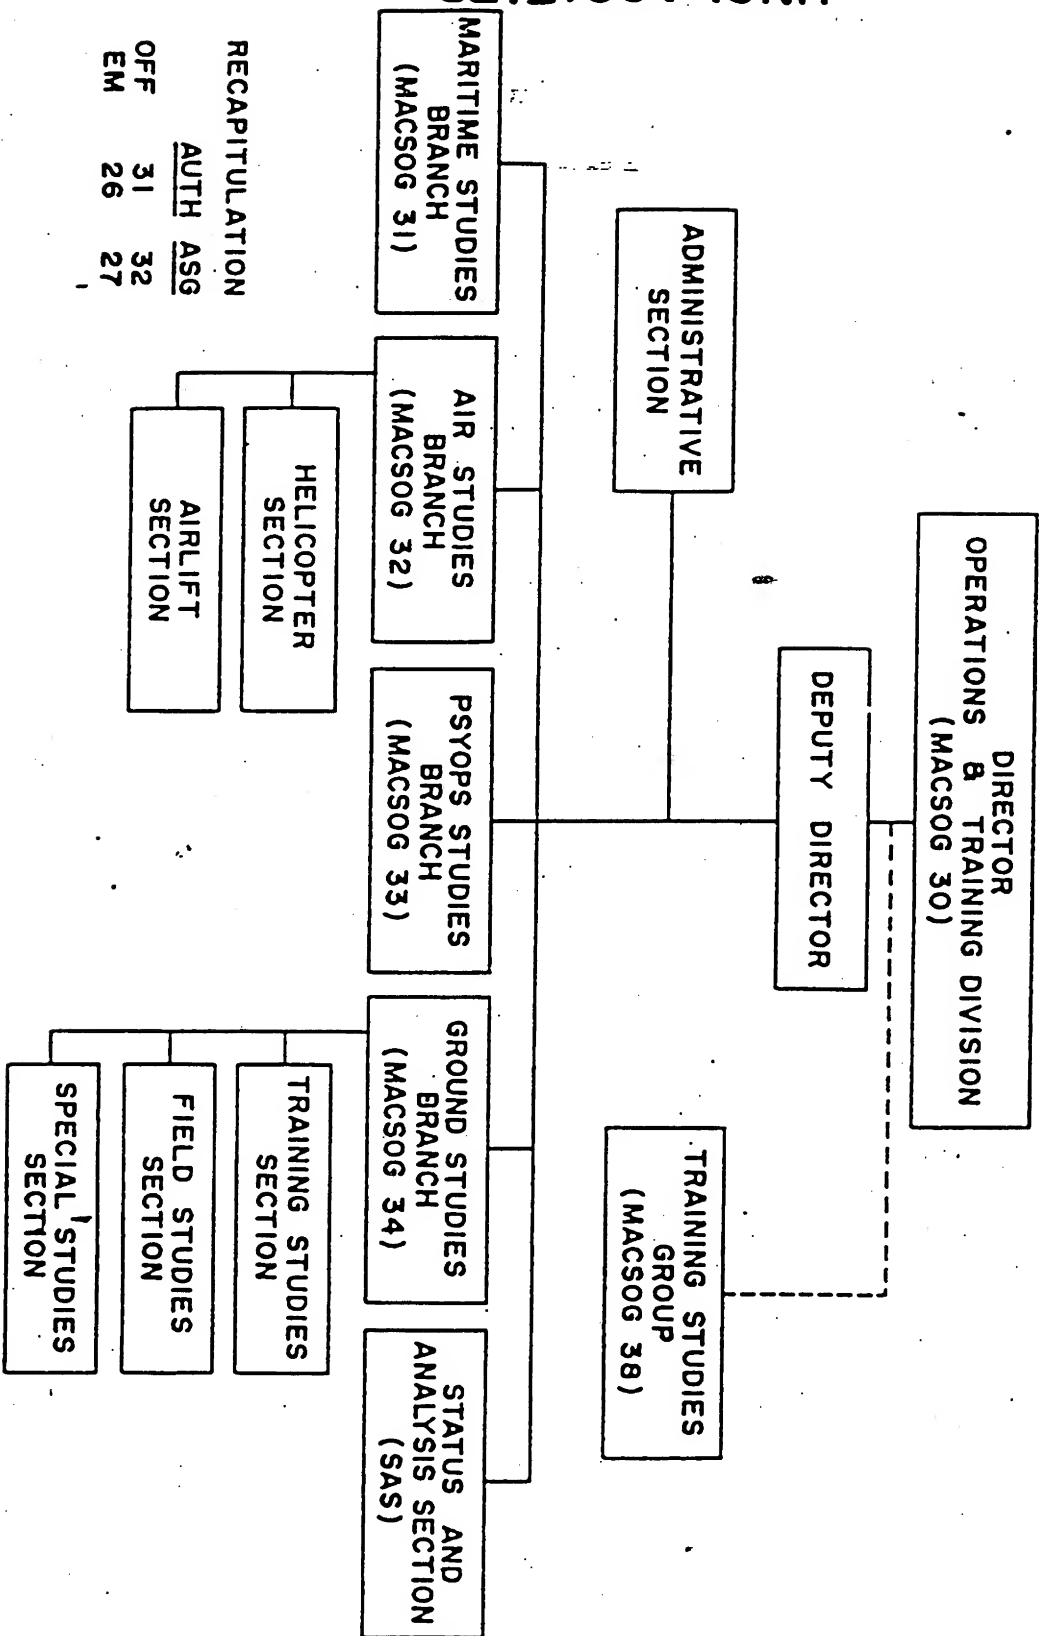 DIRECTOR
OPERATIONS & TRAINING DIVISION
(MACSOG 30)
DEPUTY DIRECTOR
TRAINING STUDIES
GROUP
(MACSOG 38)
ADMINISTRATIVE
SECTION
MARITIME STUDIES
BRANCH
(MACSOG 31)
AIR STUDIES
BRANCH
(MACSOG 32)
PSYOPS STUDIES
BRANCH
(MACSOG 33)
GROUND STUDIES
BRANCH
(MACSOG 34)
STATUS AND
ANALYSIS SECTION
(SAS)
HELICOPTER
SECTION
AIRLIFT
SECTION
TRAINING STUDIES
SECTION
FIELD STUDIES
SECTION
SPECIAL STUDIES
SECTION
RECAPITULATION
AUTH ASG
OFF 31 32
EM 26 27